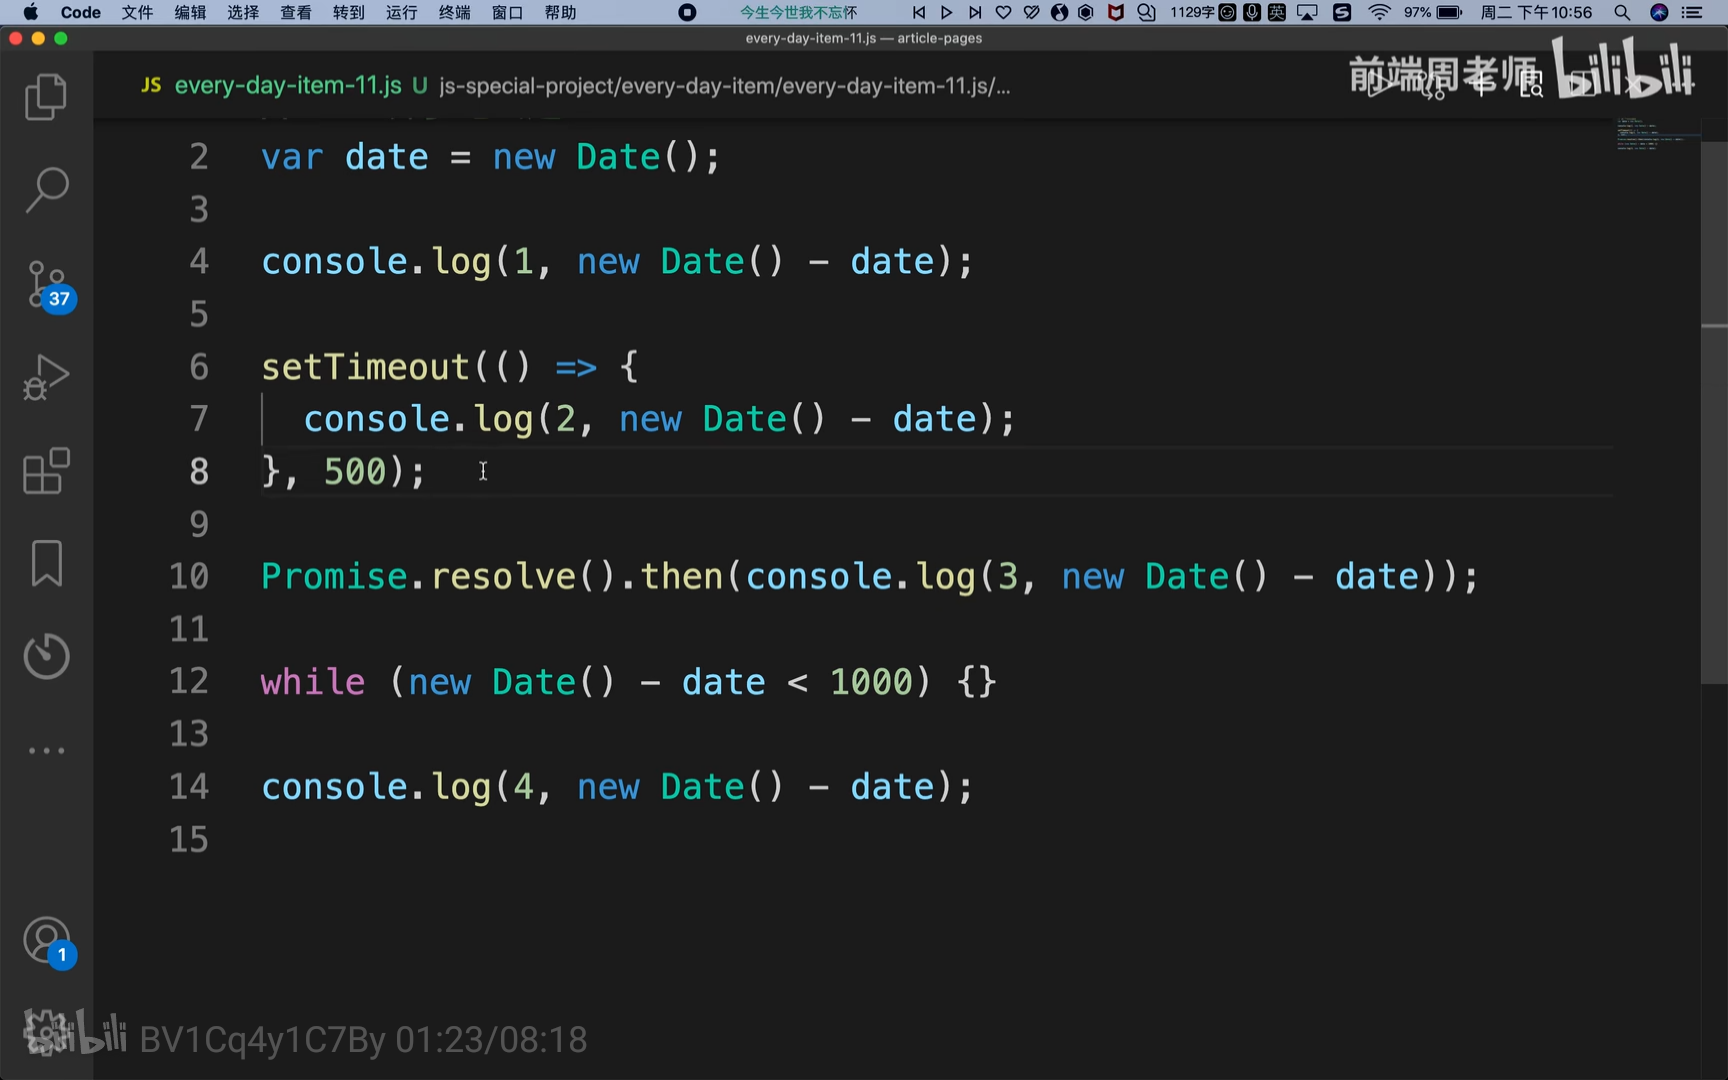 Code 文件 编辑 选择 查看 转到 运行 终端 窗口 帮助 今生今世我不忘怀 1129字 英 97% 周二 下午10:56
every-day-item-11.js — article-pages
JS every-day-item-11.js U js-special-project/every-day-item/every-day-item-11.js/...
前端周老师 bilibili
2 var date = new Date();
3
4 console.log(1, new Date() - date);
5
6 setTimeout(() => {
7 console.log(2, new Date() - date);
8 }, 500);
9
10 Promise.resolve().then(console.log(3, new Date() - date));
11
12 while (new Date() - date < 1000) {}
13
14 console.log(4, new Date() - date);
15
37
1
bilibili BV1Cq4y1C7By 01:23/08:18